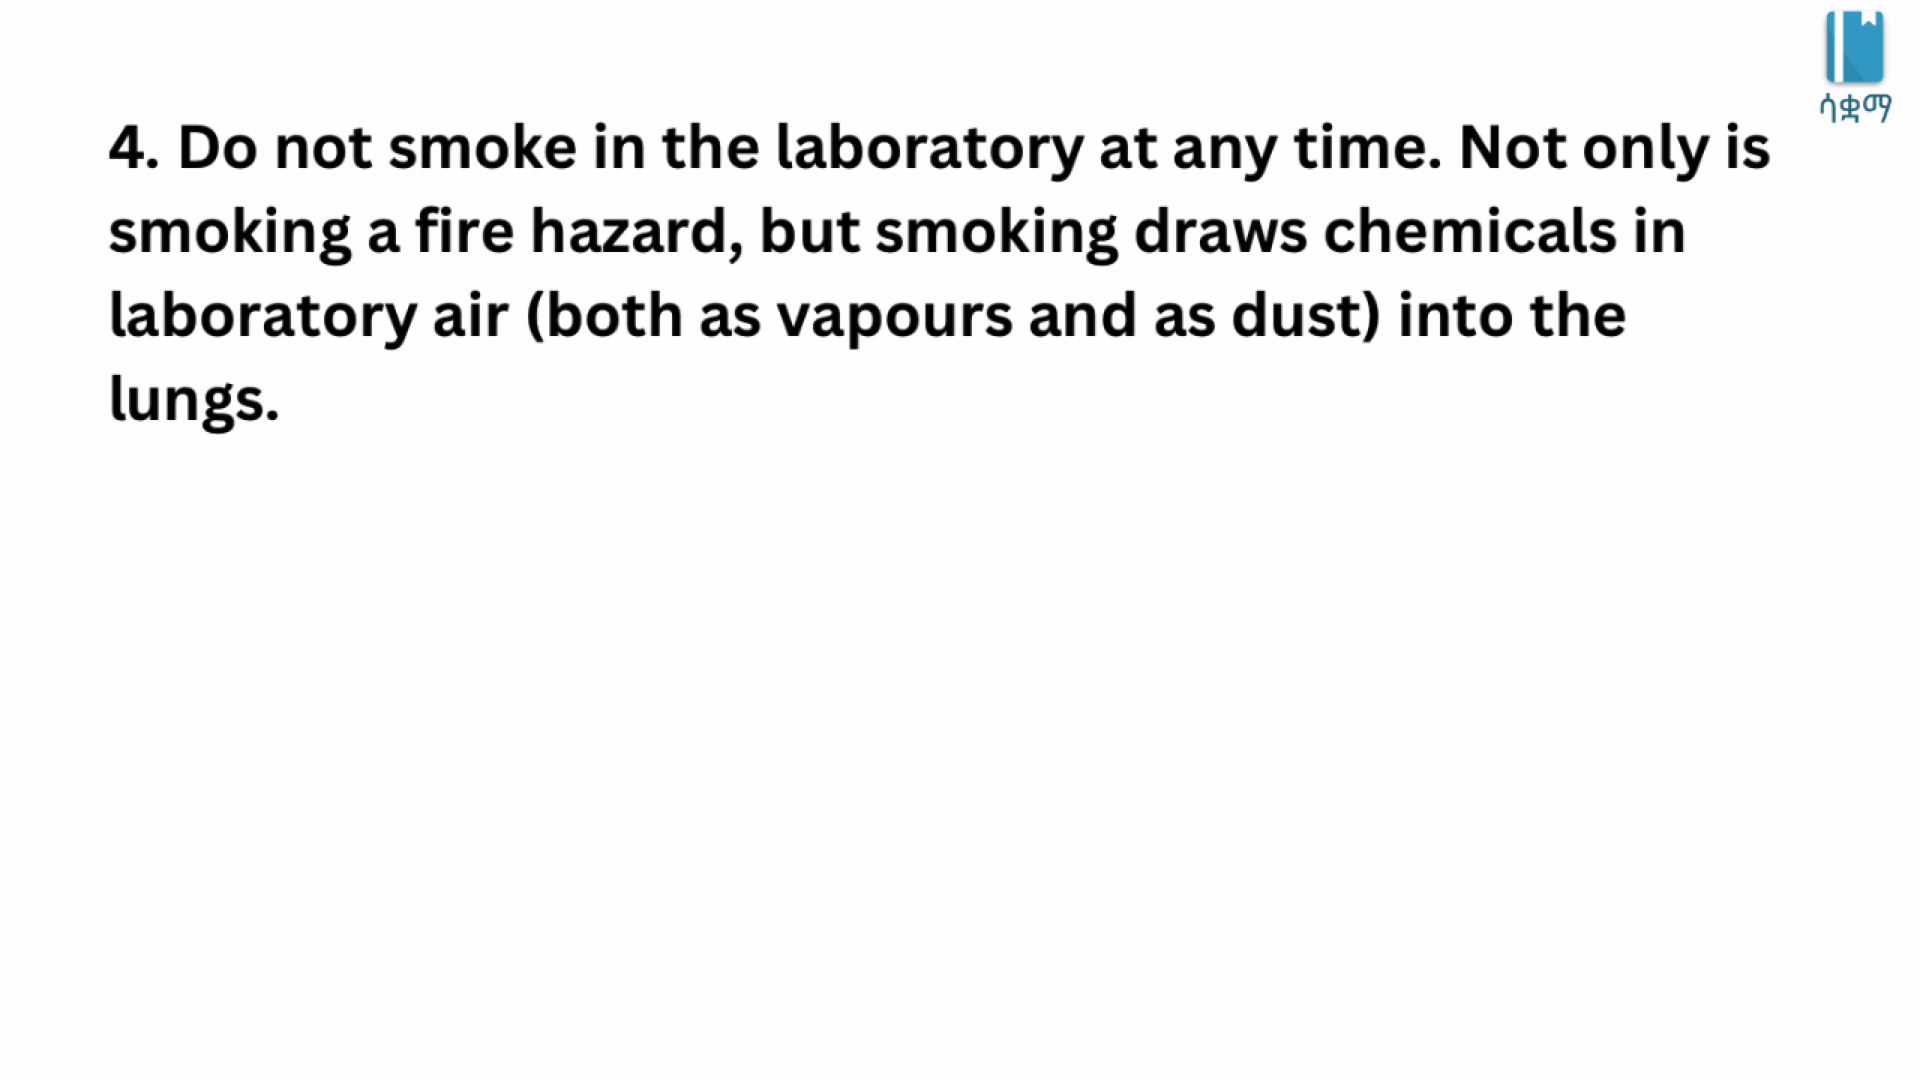 ሳቋማ
4. Do not smoke in the laboratory at any time. Not only is
smoking a fire hazard, but smoking draws chemicals in
laboratory air (both as vapours and as dust) into the
lungs.